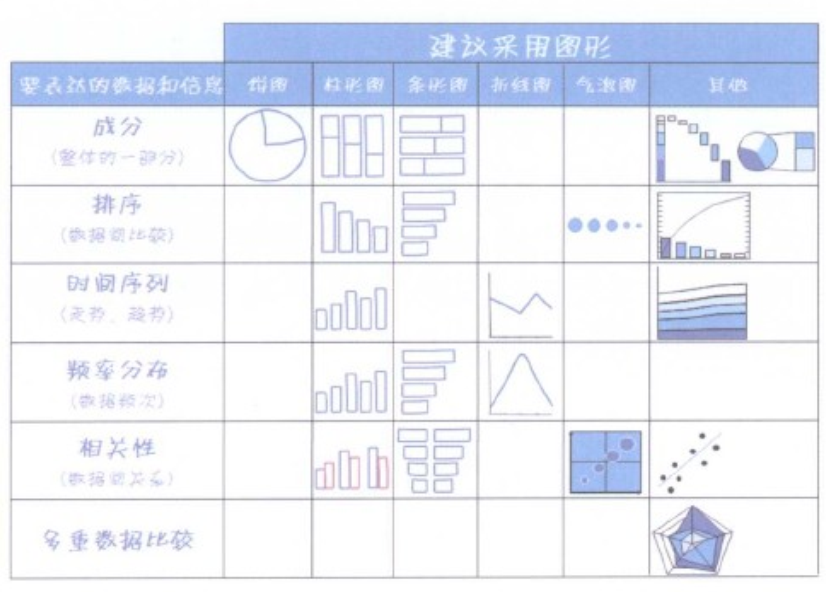 建议采用图形
要表达的数据和信息 饼图 柱形图 条形图 折线图 气泡图 其他
成分
(整体的一部分)
排序
(数据间比较)
时间序列
(走势、趋势)
频率分布
(数据频次)
相关性
(数据间关系)
多重数据比较